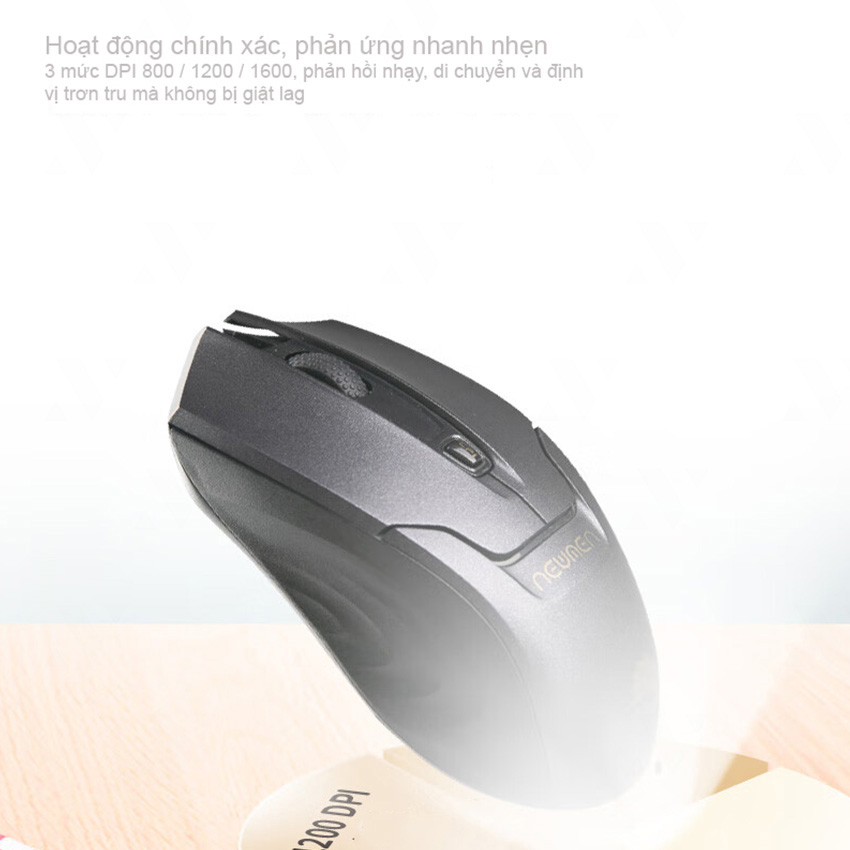 Hoạt động chính xác, phản ứng nhanh nhẹn
3 mức DPI 800 / 1200 / 1600, phản hồi nhạy, di chuyển và định
vị trơn tru mà không bị giật lag
NEWMEN
1200 DPI